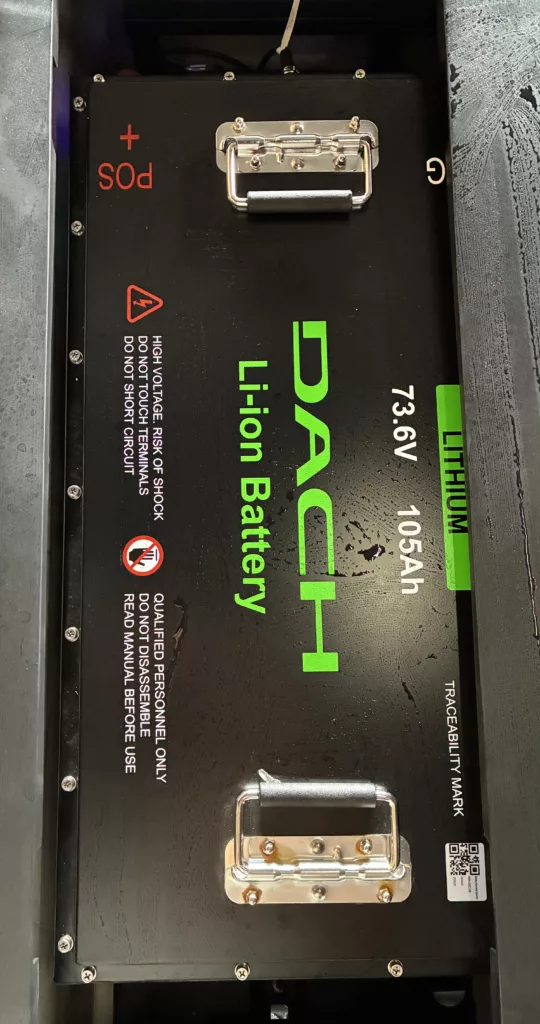 LITHIUM
TRACEABILITY MARK
73.6V 105Ah
DACH
Li-ion Battery
G
+
POS
HIGH VOLTAGE. RISK OF SHOCK
DO NOT TOUCH TERMINALS
DO NOT SHORT CIRCUIT
QUALIFIED PERSONNEL ONLY
DO NOT DISASSEMBLE
READ MANUAL BEFORE USE